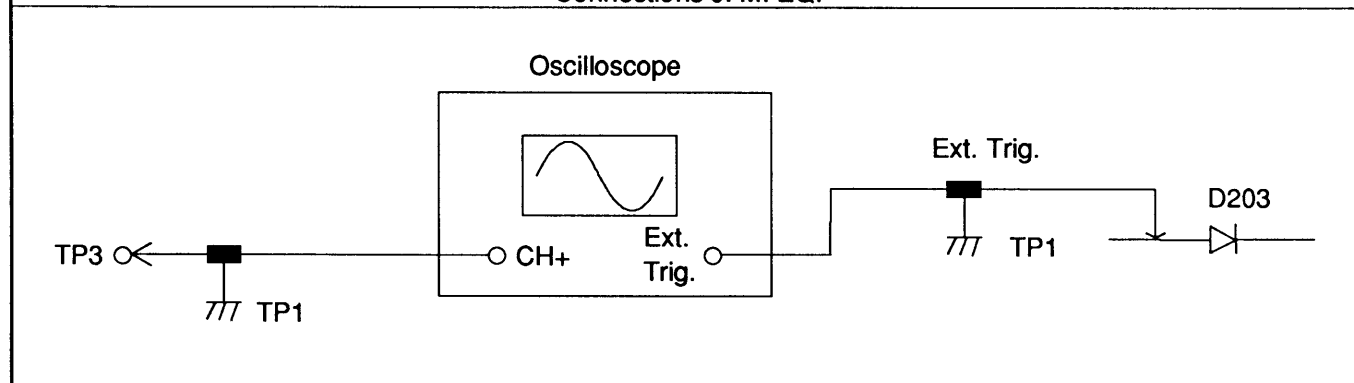 Oscilloscope
Ext. Trig.
D203
TP3
CH+
Ext.
Trig.
TP1
TP1